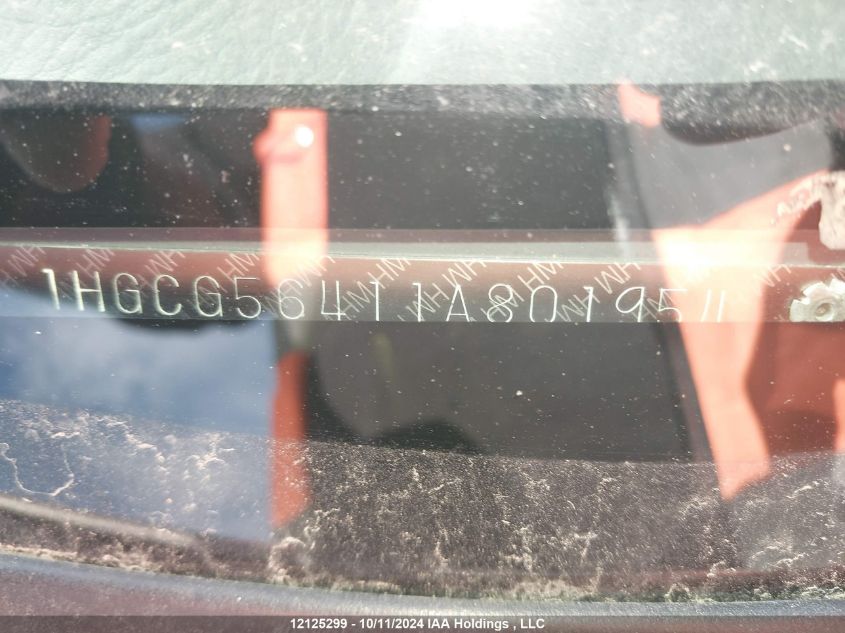 1HGCG56411A801954
12125299 - 10/11/2024 IAA Holdings , LLC